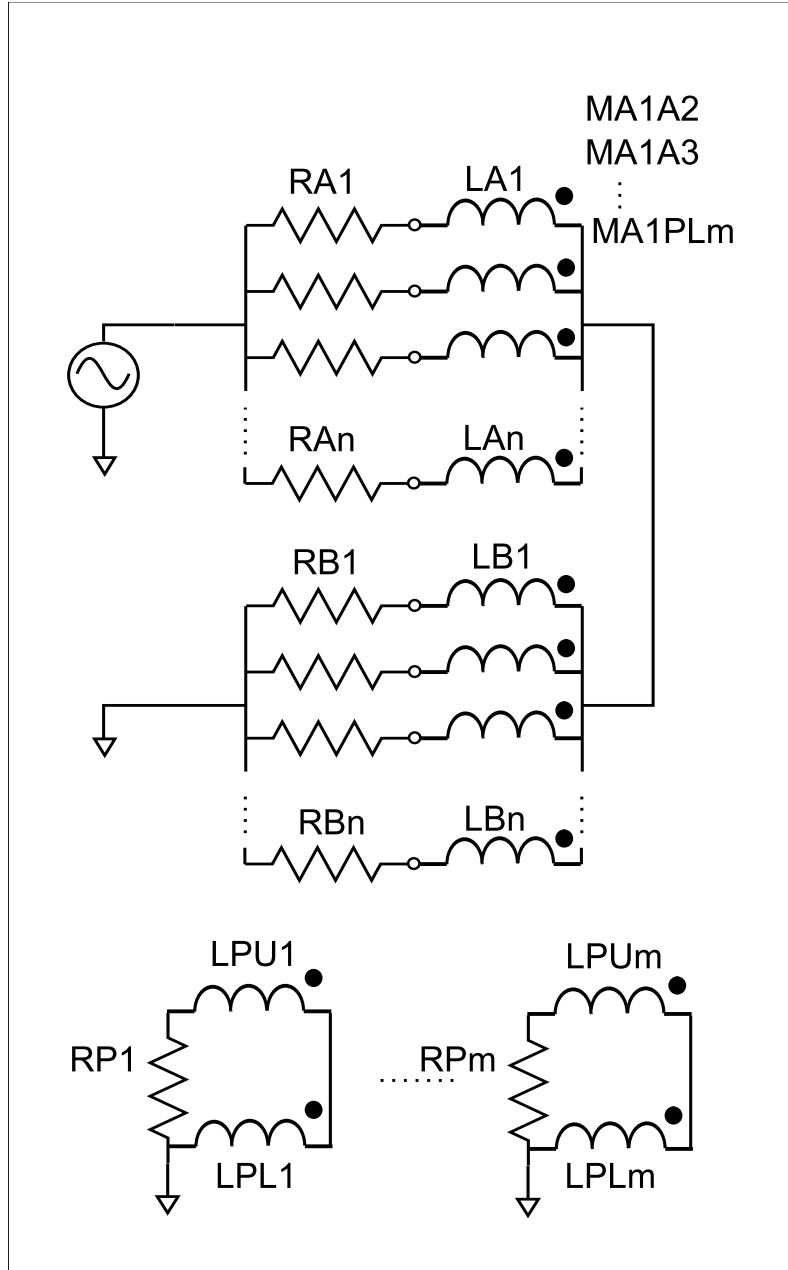 MA1A2
MA1A3
MA1PLm
RA1
LA1
RAn
LAn
RB1
LB1
RBn
LBn
LPU1
LPUm
RP1
RPm
LPL1
LPLm